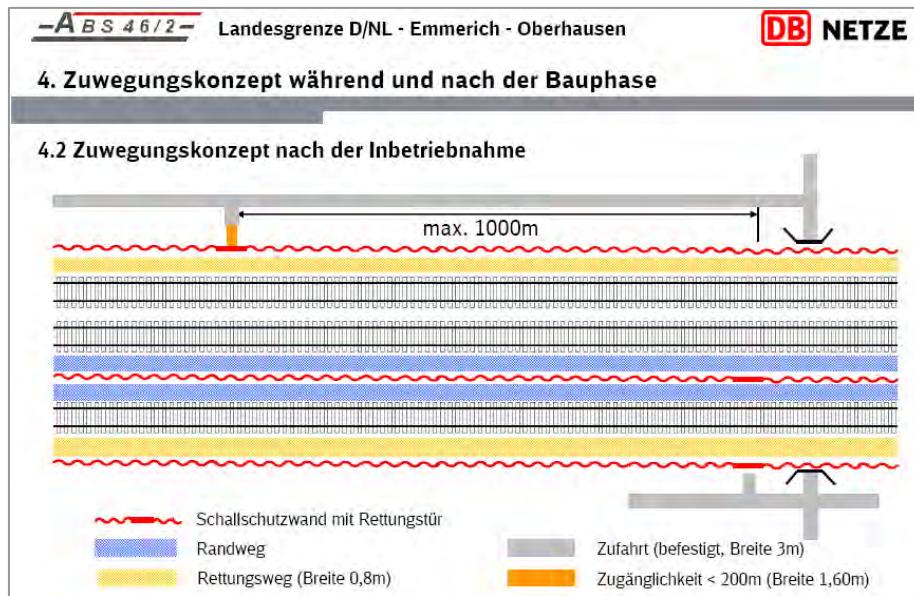 ABS 46/2 Landesgrenze D/NL - Emmerich - Oberhausen DB NETZE
4. Zuwegungskonzept während und nach der Bauphase
4.2 Zuwegungskonzept nach der Inbetriebnahme
max. 1000m
Schallschutzwand mit Rettungstür
Randweg
Rettungsweg (Breite 0,8m)
Zufahrt (befestigt, Breite 3m)
Zugänglichkeit < 200m (Breite 1,60m)